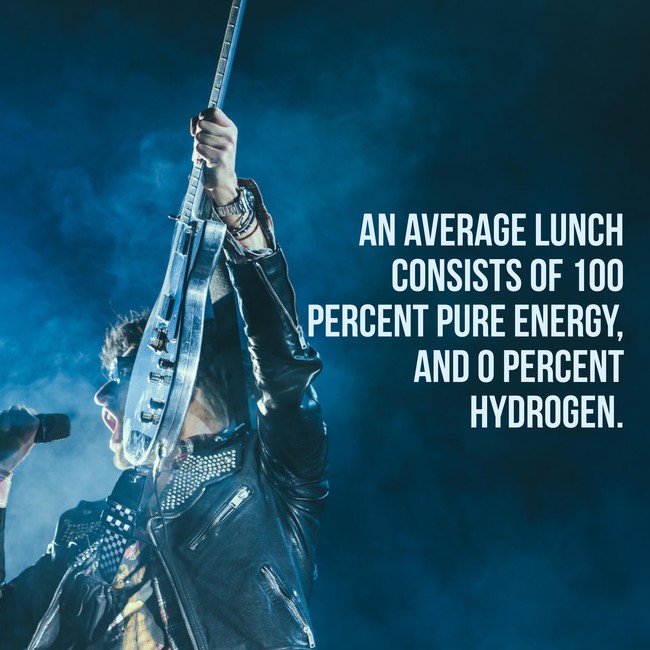 AN AVERAGE LUNCH
CONSISTS OF 100
PERCENT PURE ENERGY,
AND 0 PERCENT
HYDROGEN.